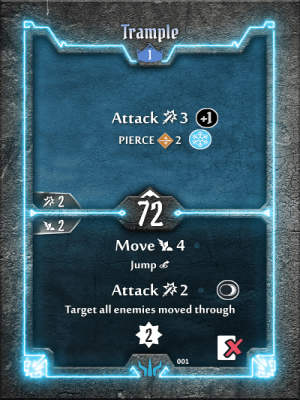 Trample
1
Attack 3 +1
PIERCE 2
2
72
2
Move 4
Jump
Attack 2
Target all enemies moved through
2
001